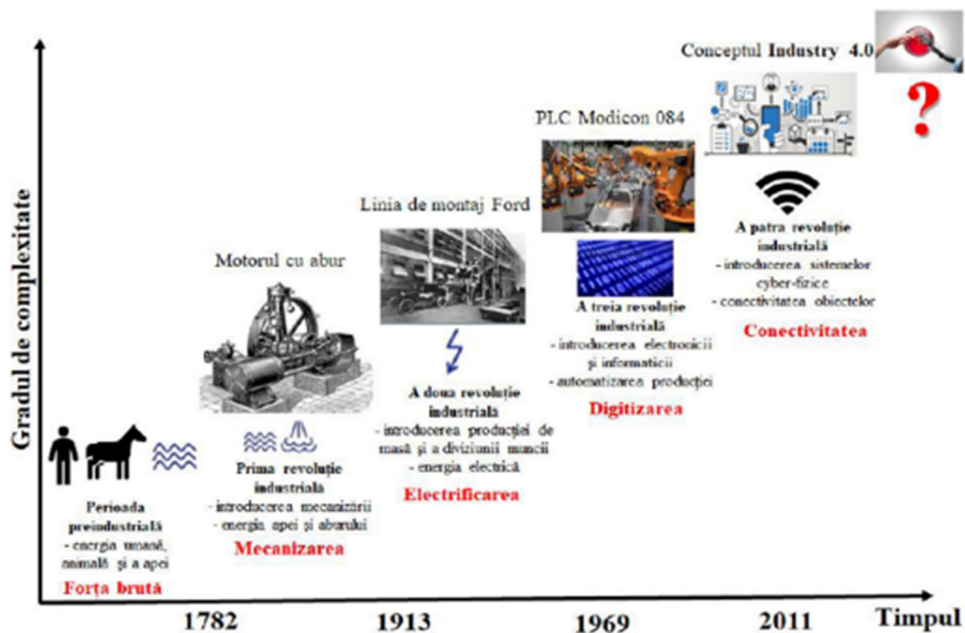 Gradul de complexitate
Conceptul Industry 4.0
?
PLC Modicon 084
Linia de montaj Ford
Motorul cu abur
A patra revoluție
industrială
- introducerea sistemelor
cyber-fizice
- conectivitatea obiectelor
Conectivitatea
A treia revoluție
industrială
- introducerea electronicii
și informaticii
- automatizarea producției
Digitizarea
A doua revoluție
industrială
- introducerea producției de
masă și a diviziunii muncii
- energia electrică
Electrificarea
Prima revoluție
industrială
- introducerea mecanizării
- energia apei și aburului
Mecanizarea
Perioada
preindustrială
- energia umană,
animală și a apei
Forța brută
1782
1913
1969
2011
Timpul